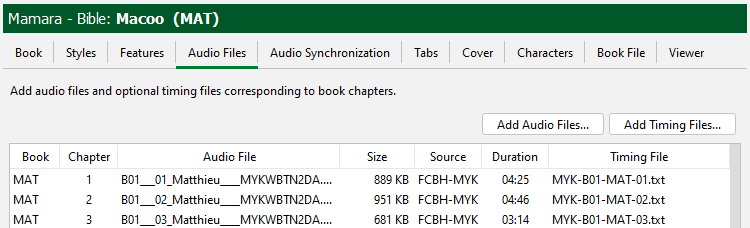 Mamara - Bible: Macoo (MAT)
Book Styles Features Audio Files Audio Synchronization Tabs Cover Characters Book File Viewer
Add audio files and optional timing files corresponding to book chapters.
Add Audio Files... Add Timing Files...
Book Chapter Audio File Size Source Duration Timing File
MAT 1 B01___01_Matthieu____MYKWBTN2DA.... 889 KB FCBH-MYK 04:25 MYK-B01-MAT-01.txt
MAT 2 B01___02_Matthieu____MYKWBTN2DA.... 951 KB FCBH-MYK 04:46 MYK-B01-MAT-02.txt
MAT 3 B01___03_Matthieu____MYKWBTN2DA.... 681 KB FCBH-MYK 03:14 MYK-B01-MAT-03.txt